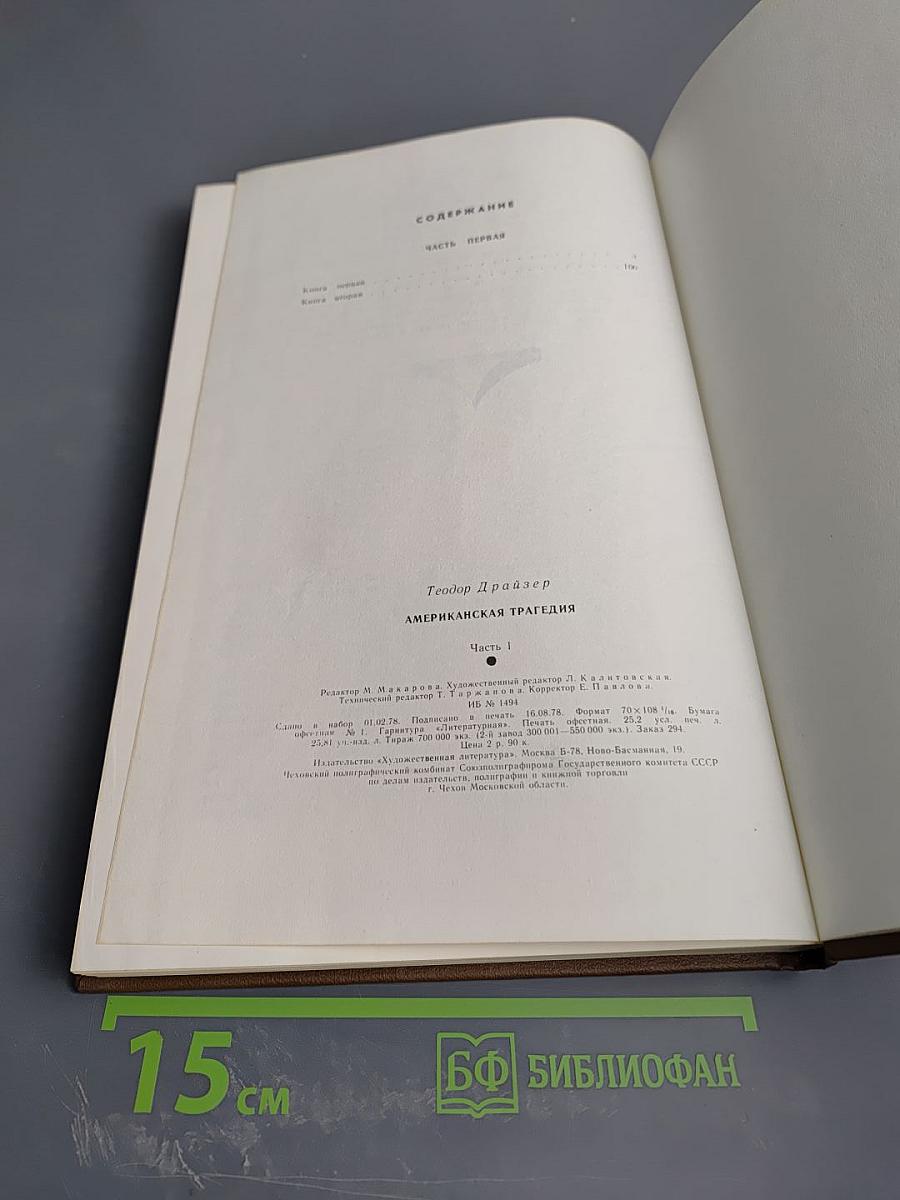 СОДЕРЖАНИЕ
ЧАСТЬ ПЕРВАЯ
Книга первая
Книга вторая
Теодор Драйзер
АМЕРИКАНСКАЯ ТРАГЕДИЯ
Часть 1
Редактор М. Макарова. Художественный редактор Л. Калитовская.
Технический редактор Т. Таржанова. Корректор Е. Павлова.
ИБ № 1494
Сдано в набор 01.02.78. Подписано в печать 16.08.78. Формат 70×108 1/16. Бумага
офсетная № 1. Гарнитура «Литературная». Печать офсетная. 25,2 усл. печ. л.
25,81 уч.-изд. л. Тираж 700 000 экз. (2-й завод 300 001—550 000 экз.). Заказ 294.
Цена 2 р. 90 к.
Издательство «Художественная литература». Москва Б-78, Ново-Басманная, 19.
Чеховский полиграфический комбинат Союзполиграфпрома Государственного комитета СССР
по делам издательств, полиграфии и книжной торговли
г. Чехов Московской области.
15 см
БФ БИБЛИОФАН